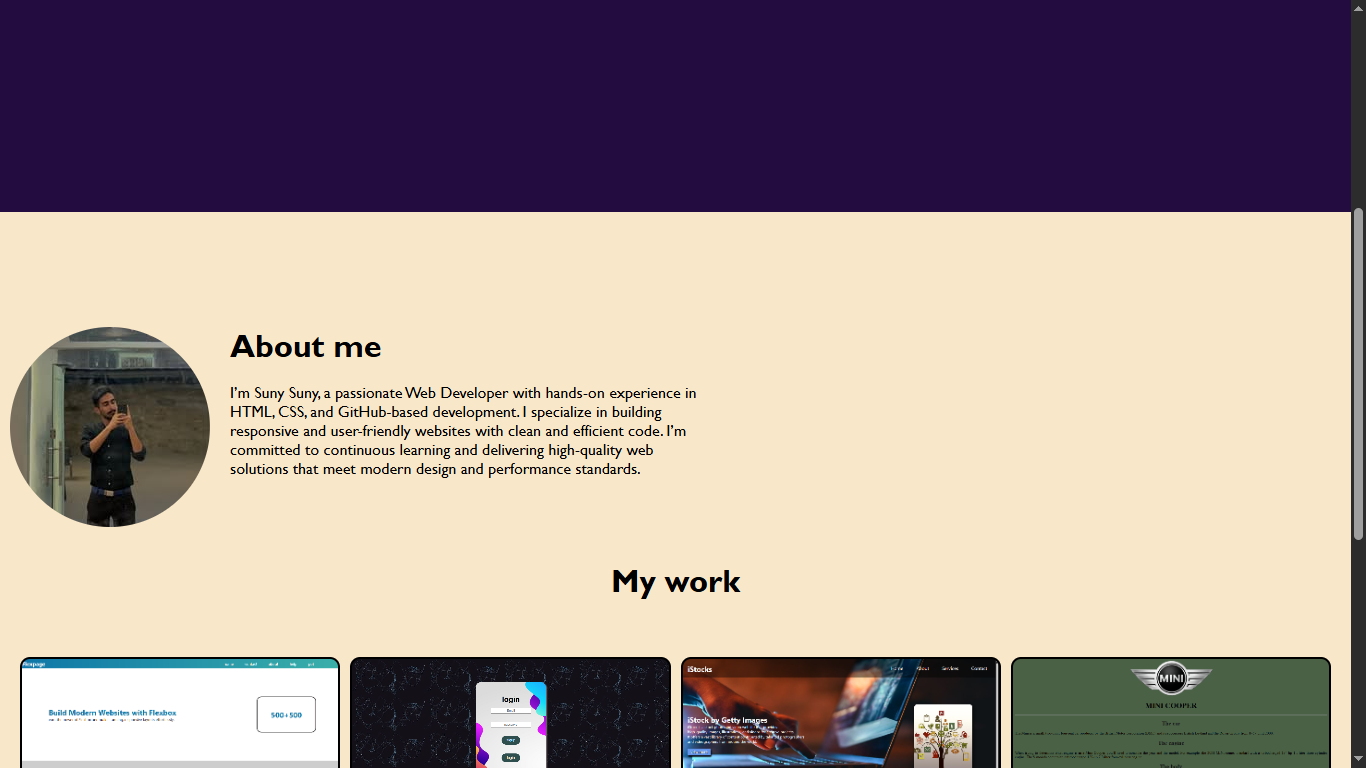 About me
I'm Suny Suny, a passionate Web Developer with hands-on experience in
HTML, CSS, and GitHub-based development. I specialize in building
responsive and user-friendly websites with clean and efficient code. I'm
committed to continuous learning and delivering high-quality web
solutions that meet modern design and performance standards.
My work
Build Modern Websites with Flexbox
500+500
login
iStocks
Home About Services Contact
iStock by Getty Images
MINI
MINI COOPER